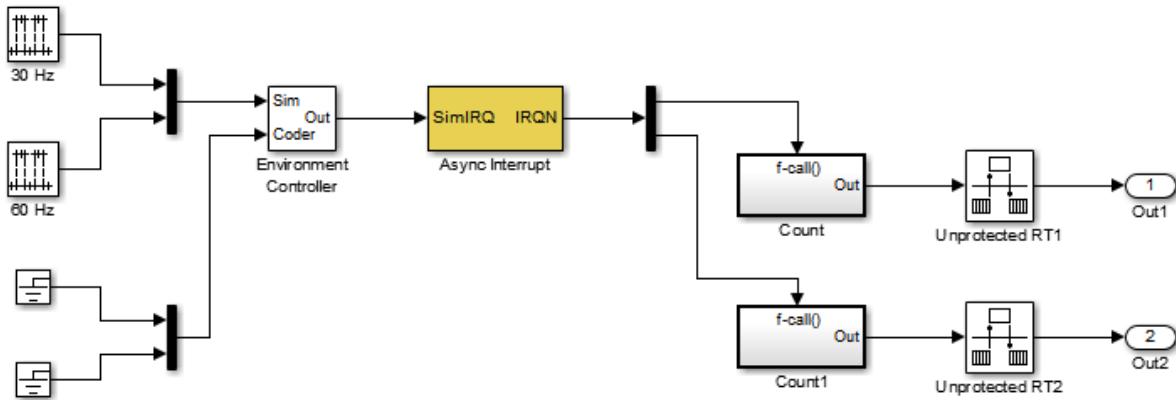 30 Hz
60 Hz
Sim
Out
Coder
Environment
Controller
SimIRQ IRQN
Async Interrupt
f-call()
Out
Count
Unprotected RT1
1
Out1
f-call()
Out
Count1
Unprotected RT2
2
Out2